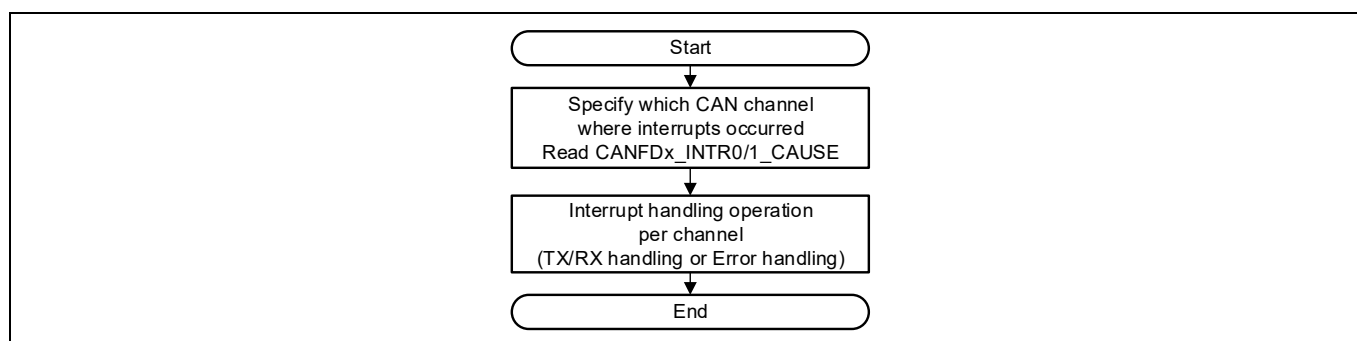 Start
Specify which CAN channel
where interrupts occurred
Read CANFDx_INTR0/1_CAUSE
Interrupt handling operation
per channel
(TX/RX handling or Error handling)
End